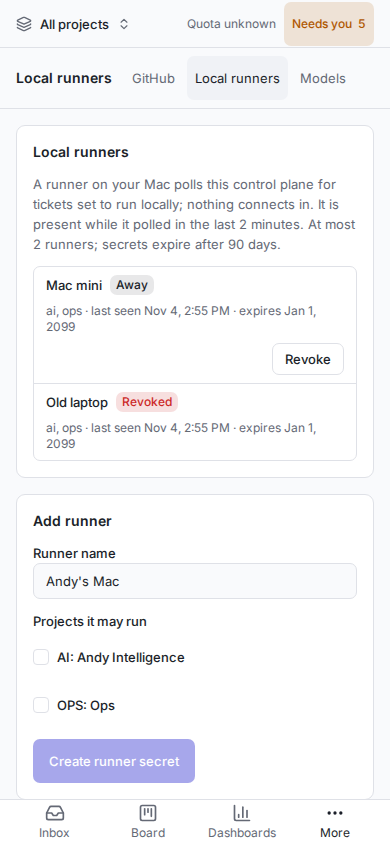 All projects
Quota unknown
Needs you 5
Local runners
GitHub
Local runners
Models
Local runners
A runner on your Mac polls this control plane for
tickets set to run locally; nothing connects in. It is
present while it polled in the last 2 minutes. At most
2 runners; secrets expire after 90 days.
Mac mini Away
ai, ops · last seen Nov 4, 2:55 PM · expires Jan 1,
2099
Revoke
Old laptop Revoked
ai, ops · last seen Nov 4, 2:55 PM · expires Jan 1,
2099
Add runner
Runner name
Andy's Mac
Projects it may run
AI: Andy Intelligence
OPS: Ops
Create runner secret
Inbox
Board
Dashboards
More